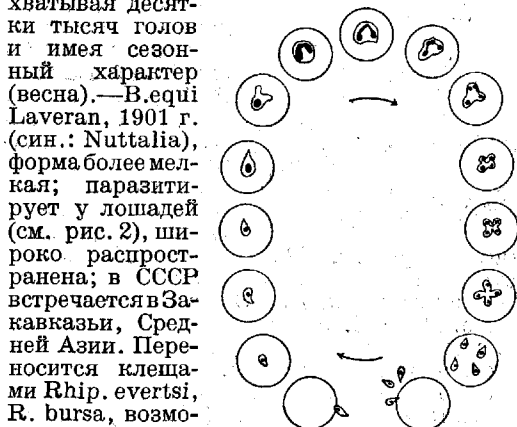 хватывая десят-
ки тысяч голов
и имея сезон-
ный характер
(весна).—B.equi
Laveran, 1901 г.
(син.: Nuttalia),
форма более мел-
кая; паразити-
рует у лошадей
(см. рис. 2), ши-
роко распрост-
ранена; в СССР
встречается в За-
кавказьи, Сред-
ней Азии. Пере-
носится клеща-
ми Rhip. evertsi,
R. bursa, возмо-